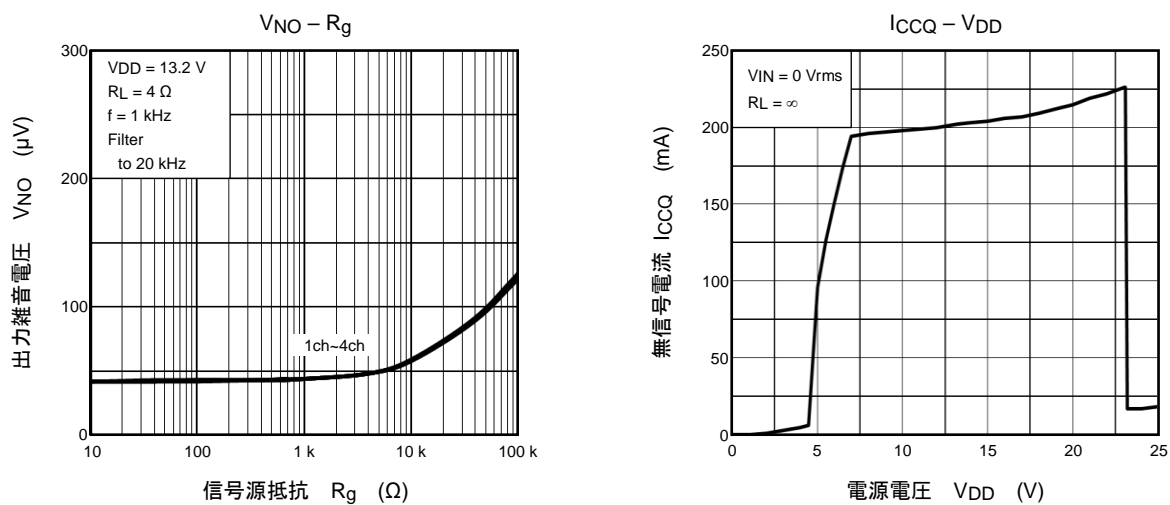 VNO – Rg
300
200
100
0
VDD = 13.2 V
RL = 4 Ω
f = 1 kHz
Filter
to 20 kHz
1ch~4ch
10
100
1 k
10 k
100 k
出力雑音電圧 VNO (μV)
信号源抵抗 Rg (Ω)
ICCQ – VDD
250
200
150
100
50
0
VIN = 0 Vrms
RL = ∞
0
5
10
15
20
25
無信号電流 ICCQ (mA)
電源電圧 VDD (V)